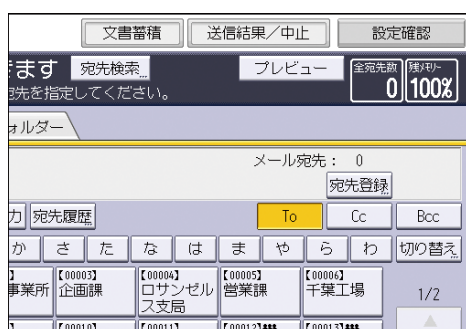 文書蓄積 送信結果／中止 設定確認
きます 宛先検索 プレビュー 全宛先数 残メモリー
宛先を指定してください。 0 100%
ォルダー
メール宛先： 0
宛先登録
力 宛先履歴 To Cc Bcc
か さ た な は ま や ら わ 切り替え
】 【00003】 【00004】 【00005】 【00006】
事業所 企画課 ロサンゼル 営業課 千葉工場 1/2
ス支局
【00010】 【00011】 【00012】 【00013】